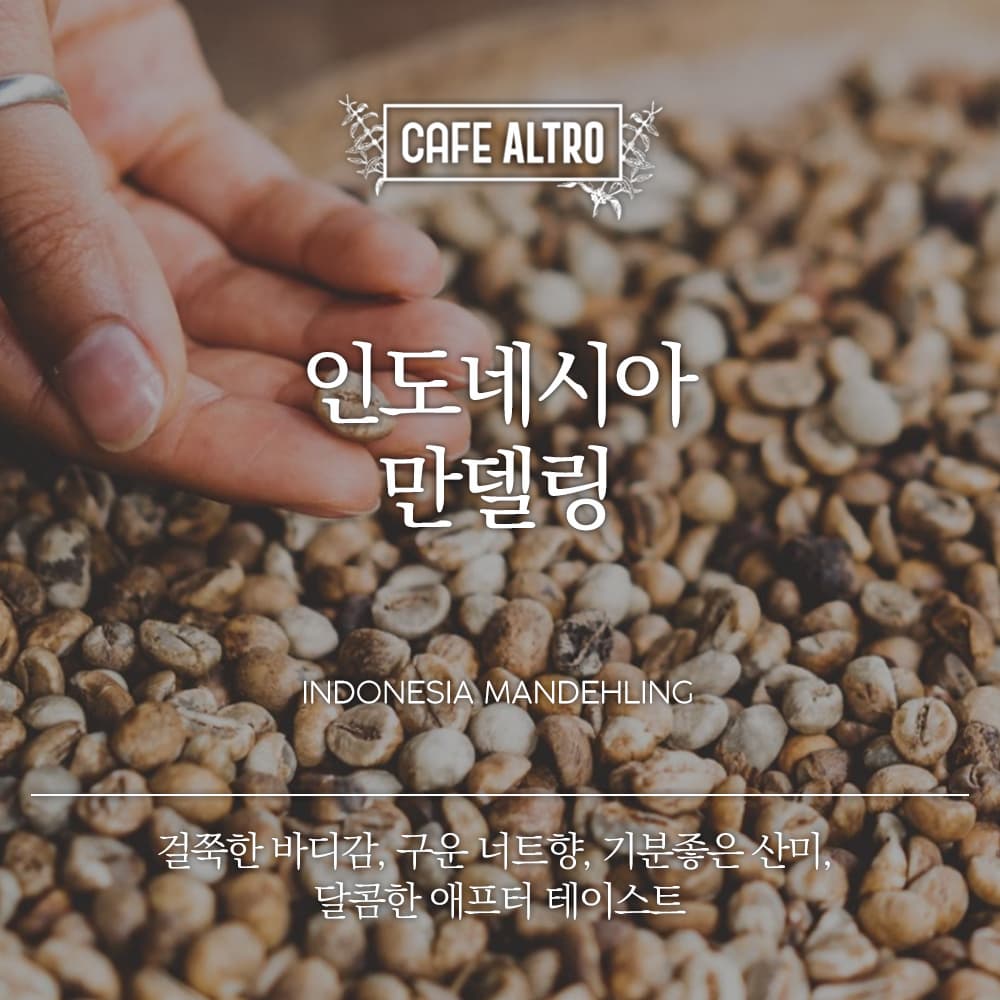 CAFE ALTRO
인도네시아
만델링
INDONESIA MANDEHLING
걸쭉한 바디감, 구운 너트향, 기분좋은 산미,
달콤한 애프터 테이스트